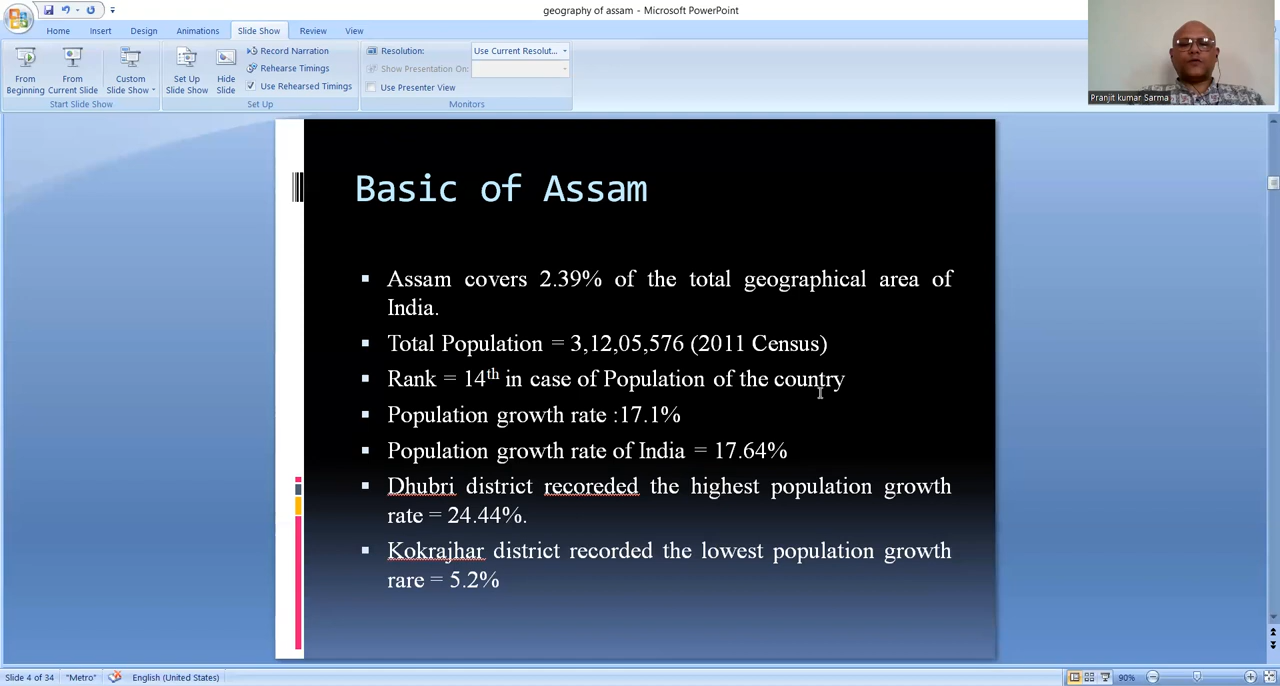 geography of assam - Microsoft PowerPoint
Home Insert Design Animations Slide Show Review View
From Beginning
From Current Slide
Custom Slide Show
Start Slide Show
Set Up Slide Show
Hide Slide
Record Narration
Rehearse Timings
Use Rehearsed Timings
Set Up
Resolution: Use Current Resolut...
Show Presentation On:
Use Presenter View
Monitors
Pranjit kumar Sarma
Basic of Assam
▪ Assam covers 2.39% of the total geographical area of
India.
▪ Total Population = 3,12,05,576 (2011 Census)
▪ Rank = 14th in case of Population of the country
▪ Population growth rate :17.1%
▪ Population growth rate of India = 17.64%
▪ Dhubri district recoreded the highest population growth
rate = 24.44%.
▪ Kokrajhar district recorded the lowest population growth
rare = 5.2%
Slide 4 of 34 "Metro" English (United States) 90%